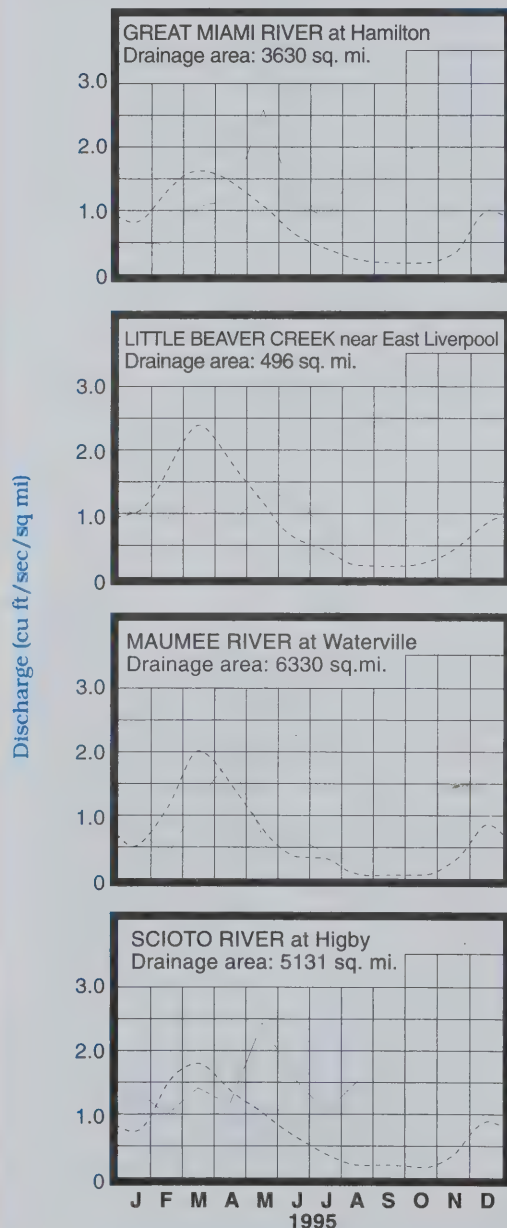 Discharge (cu ft/sec/sq mi)
GREAT MIAMI RIVER at Hamilton
Drainage area: 3630 sq. mi.
3.0
2.0
1.0
0
LITTLE BEAVER CREEK near East Liverpool
Drainage area: 496 sq. mi.
3.0
2.0
1.0
0
MAUMEE RIVER at Waterville
Drainage area: 6330 sq.mi.
3.0
2.0
1.0
0
SCIOTO RIVER at Higby
Drainage area: 5131 sq. mi.
3.0
2.0
1.0
0
J F M A M J J A S O N D
1995